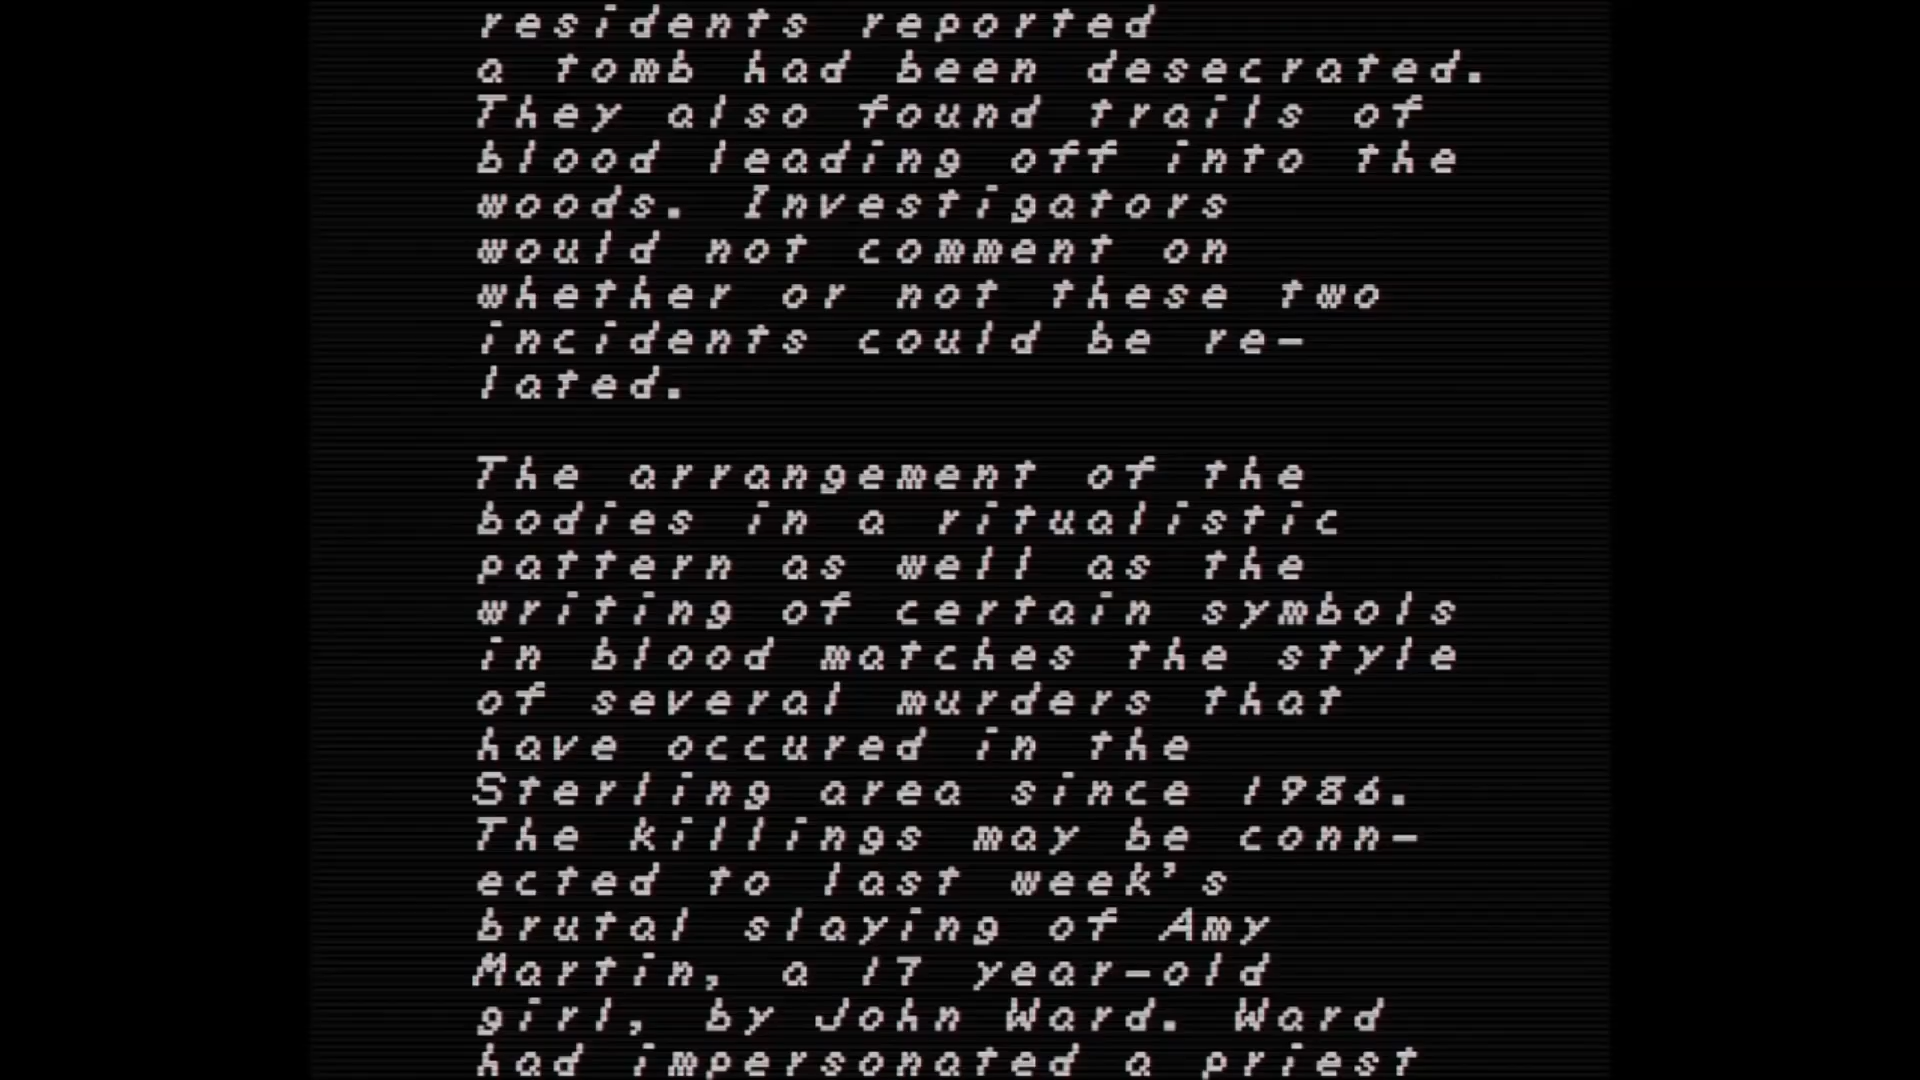 residents reported
a tomb had been desecrated.
They also found trails of
blood leading off into the
woods. Investigators
would not comment on
whether or not these two
incidents could be re-
lated.
The arrangement of the
bodies in a ritualistic
pattern as well as the
writing of certain symbols
in blood matches the style
of several murders that
have occured in the
Sterling area since 1986.
The killings may be conn-
ected to last week's
brutal slaying of Amy
Martin, a 17 year-old
girl, by John Ward. Ward
had impersonated a priest